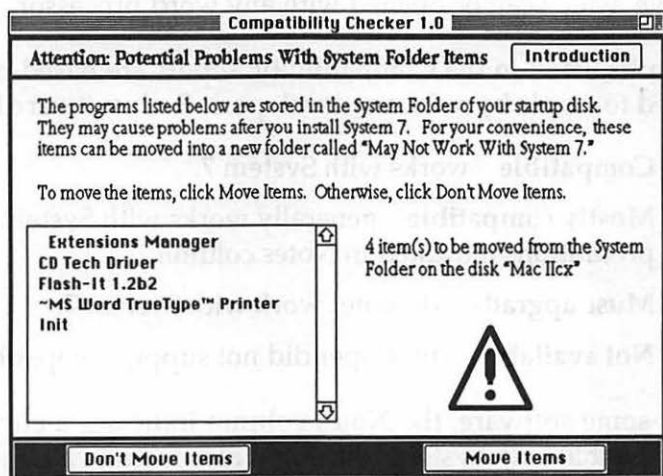 Compatibility Checker 1.0
Attention: Potential Problems With System Folder Items
Introduction
The programs listed below are stored in the System Folder of your startup disk.
They may cause problems after you install System 7. For your convenience, these
items can be moved into a new folder called "May Not Work With System 7."
To move the items, click Move Items. Otherwise, click Don't Move Items.
Extensions Manager
CD Tech Driver
Flash-It 1.2b2
~MS Word TrueType™ Printer
Init
4 item(s) to be moved from the System
Folder on the disk "Mac IIcx"
Don't Move Items
Move Items